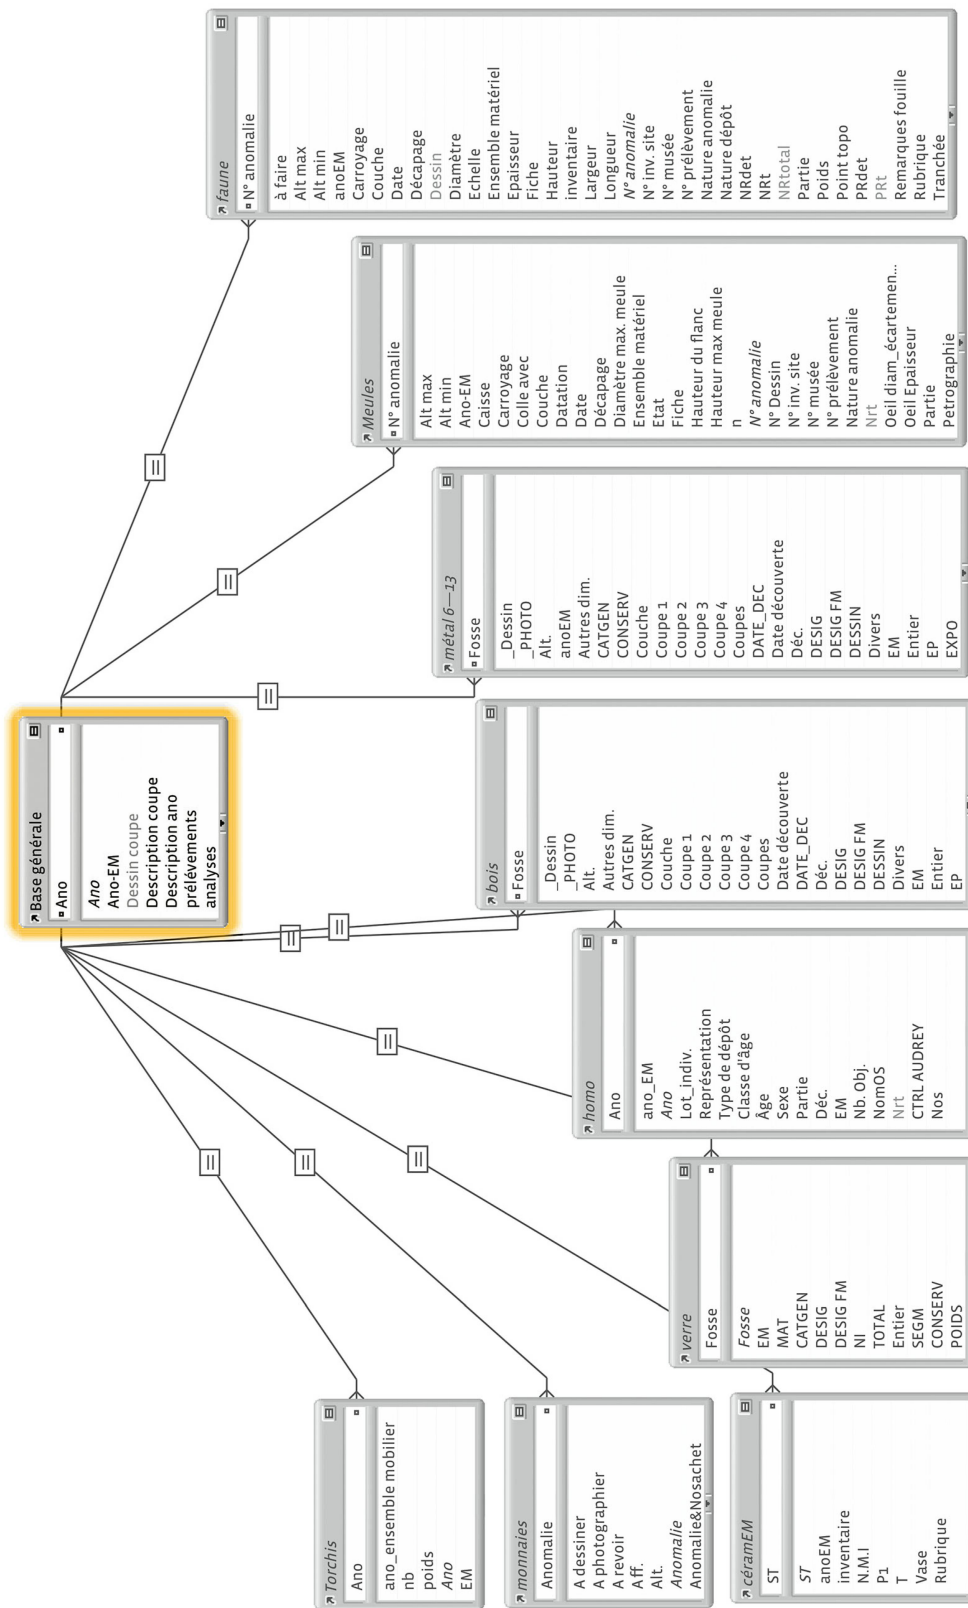 Base générale
Ano
Ano
Ano-EM
Dessin coupe
Description coupe
Description ano
prélèvements
analyses
Torchis
Ano
ano_ensemble mobilier
nb
poids
Ano
EM
monnaies
Anomalie
A dessiner
A photographier
A revoir
Aff.
Alt.
Anomalie
Anomalie&Nosachet
céramEM
ST
ST
anoEM
inventaire
N.M.I
P1
T
Vase
Rubrique
verre
Fosse
Fosse
EM
MAT
CATGEN
DESIG
DESIG FM
NI
TOTAL
Entier
SEGM
CONSERV
POIDS
homo
Ano
ano_EM
Ano
Lot_indiv.
Représentation
Type de dépôt
Classe d'âge
Âge
Sexe
Partie
Déc.
EM
Nb. Obj.
NomOS
Nrt
CTRL AUDREY
Nos
bois
Fosse
_Dessin
_PHOTO
Alt.
Autres dim.
CATGEN
CONSERV
Couche
Coupe 1
Coupe 2
Coupe 3
Coupe 4
Coupes
Date découverte
DATE_DEC
Déc.
DESIG
DESIG FM
DESSIN
Divers
EM
Entier
EP
métal 6—13
Fosse
_Dessin
_PHOTO
Alt.
anoEM
Autres dim.
CATGEN
CONSERV
Couche
Coupe 1
Coupe 2
Coupe 3
Coupe 4
Coupes
DATE_DEC
Date découverte
Déc.
DESIG
DESIG FM
DESSIN
Divers
EM
Entier
EP
EXPO
Meules
N° anomalie
Alt max
Alt min
Ano-EM
Caisse
Carroyage
Colle avec
Couche
Datation
Date
Décapage
Diamètre max. meule
Ensemble matériel
Etat
Fiche
Hauteur du flanc
Hauteur max meule
n
N° anomalie
N° Dessin
N° inv. site
N° musée
N° prélèvement
Nature anomalie
Nrt
Oeil diam_écartemen...
Oeil Epaisseur
Partie
Petrographie
faune
N° anomalie
à faire
Alt max
Alt min
anoEM
Carroyage
Couche
Date
Décapage
Dessin
Diamètre
Echelle
Ensemble matériel
Epaisseur
Fiche
Hauteur
inventaire
Largeur
Longueur
N° anomalie
N° inv. site
N° musée
N° prélèvement
Nature anomalie
Nature dépôt
NRdet
NRt
NRtotal
Partie
Poids
Point topo
PRdet
PRt
Remarques fouille
Rubrique
Tranchée